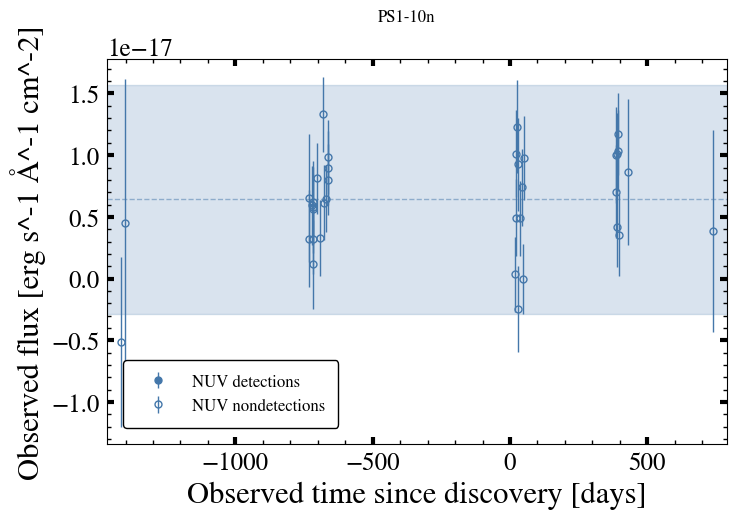 PS1-10n
1e−17
Observed flux [erg s^-1 Å^-1 cm^-2]
1.5
1.0
0.5
0.0
−0.5
−1.0
NUV detections
NUV nondetections
−1000
−500
0
500
Observed time since discovery [days]